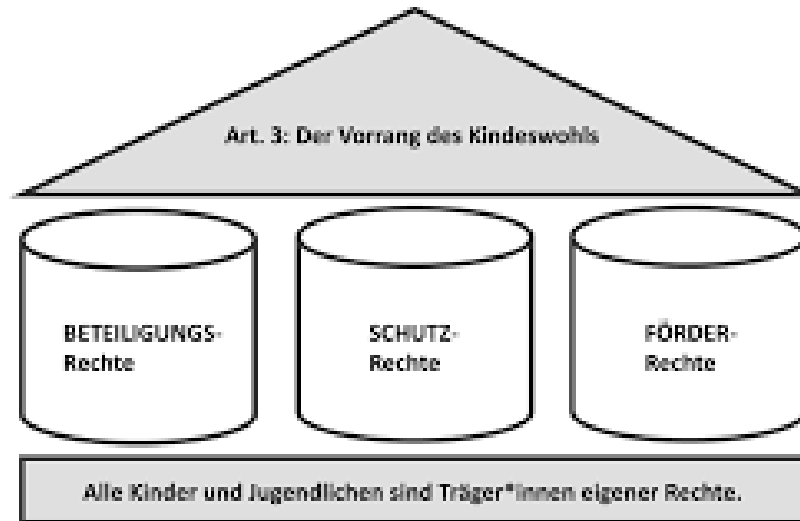 Art. 3: Der Vorrang des Kindeswohls
BETEILIGUNGS-
Rechte
SCHUTZ-
Rechte
FÖRDER-
Rechte
Alle Kinder und Jugendlichen sind Träger*innen eigener Rechte.